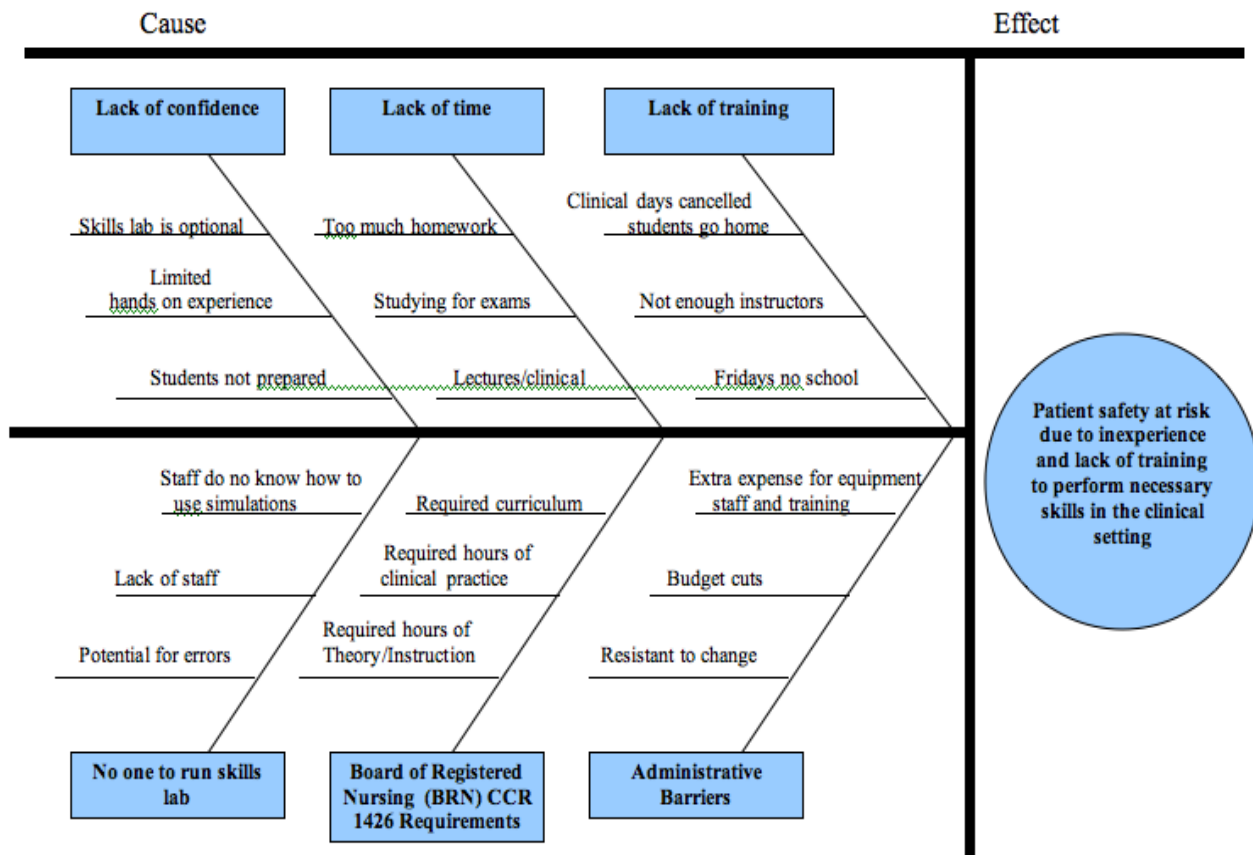 Cause
Effect
Lack of confidence
Lack of time
Lack of training
Skills lab is optional
Too much homework
Clinical days cancelled
students go home
Limited
hands on experience
Studying for exams
Not enough instructors
Students not prepared
Lectures/clinical
Fridays no school
Patient safety at risk
due to inexperience
and lack of training
to perform necessary
skills in the clinical
setting
Staff do no know how to
use simulations
Required curriculum
Extra expense for equipment
staff and training
Lack of staff
Required hours of
clinical practice
Budget cuts
Potential for errors
Required hours of
Theory/Instruction
Resistant to change
No one to run skills
lab
Board of Registered
Nursing (BRN) CCR
1426 Requirements
Administrative
Barriers